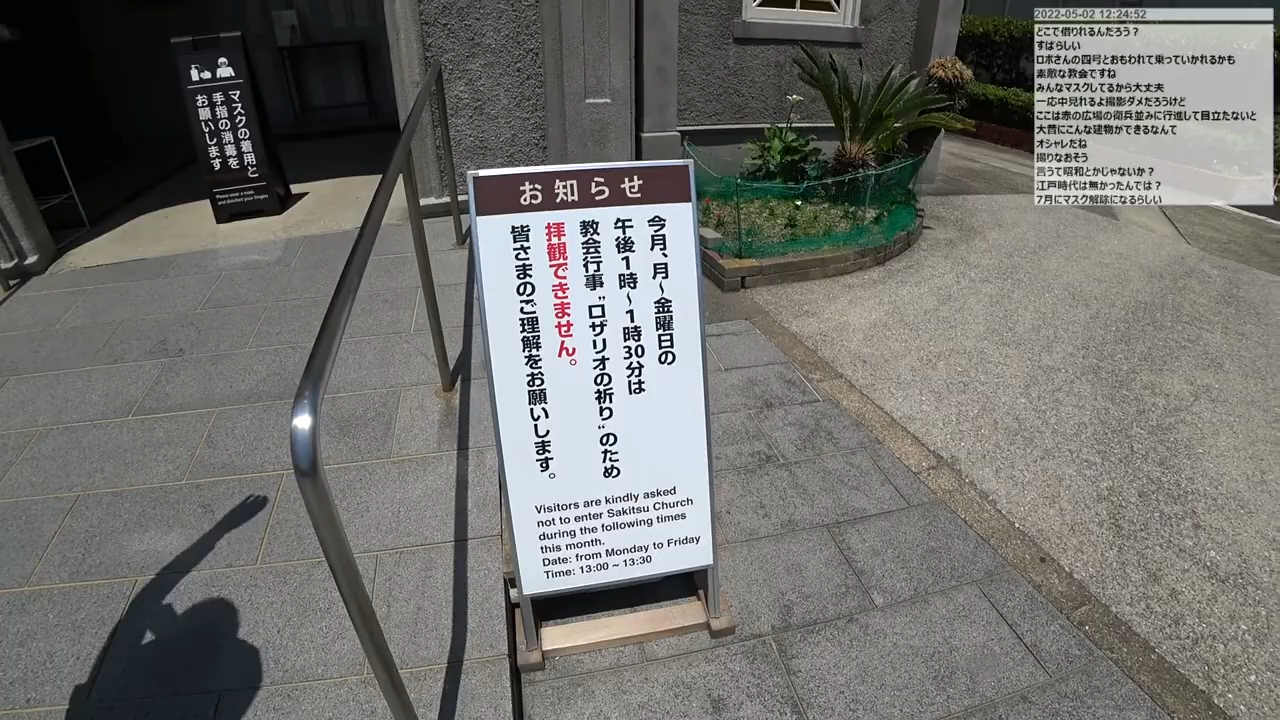 2022-05-02 12:24:52
どこで借りれるんだろう？
すばらしい
ロボさんの四号とおもわれて乗っていかれるかも
素敵な教会ですね
みんなマスクしてるから大丈夫
一応中見れるよ撮影ダメだろうけど
ここは赤の広場の衛兵並みに行進して目立たないと
大昔にこんな建物ができるなんて
オシャレだね
撮りなおそう
言うて昭和とかじゃないか？
江戸時代は無かったんでは？
7月にマスク解除になるらしい
マスクの着用と
手指の消毒を
お願いします
Please wear a mask
and disinfect your fingers
お知らせ
今月、月～金曜日の
午後1時～1時30分は
教会行事"ロザリオの祈り"のため
拝観できません。
皆さまのご理解をお願いします。
Visitors are kindly asked
not to enter Sakitsu Church
during the following times
this month.
Date: from Monday to Friday
Time: 13:00 ~ 13:30